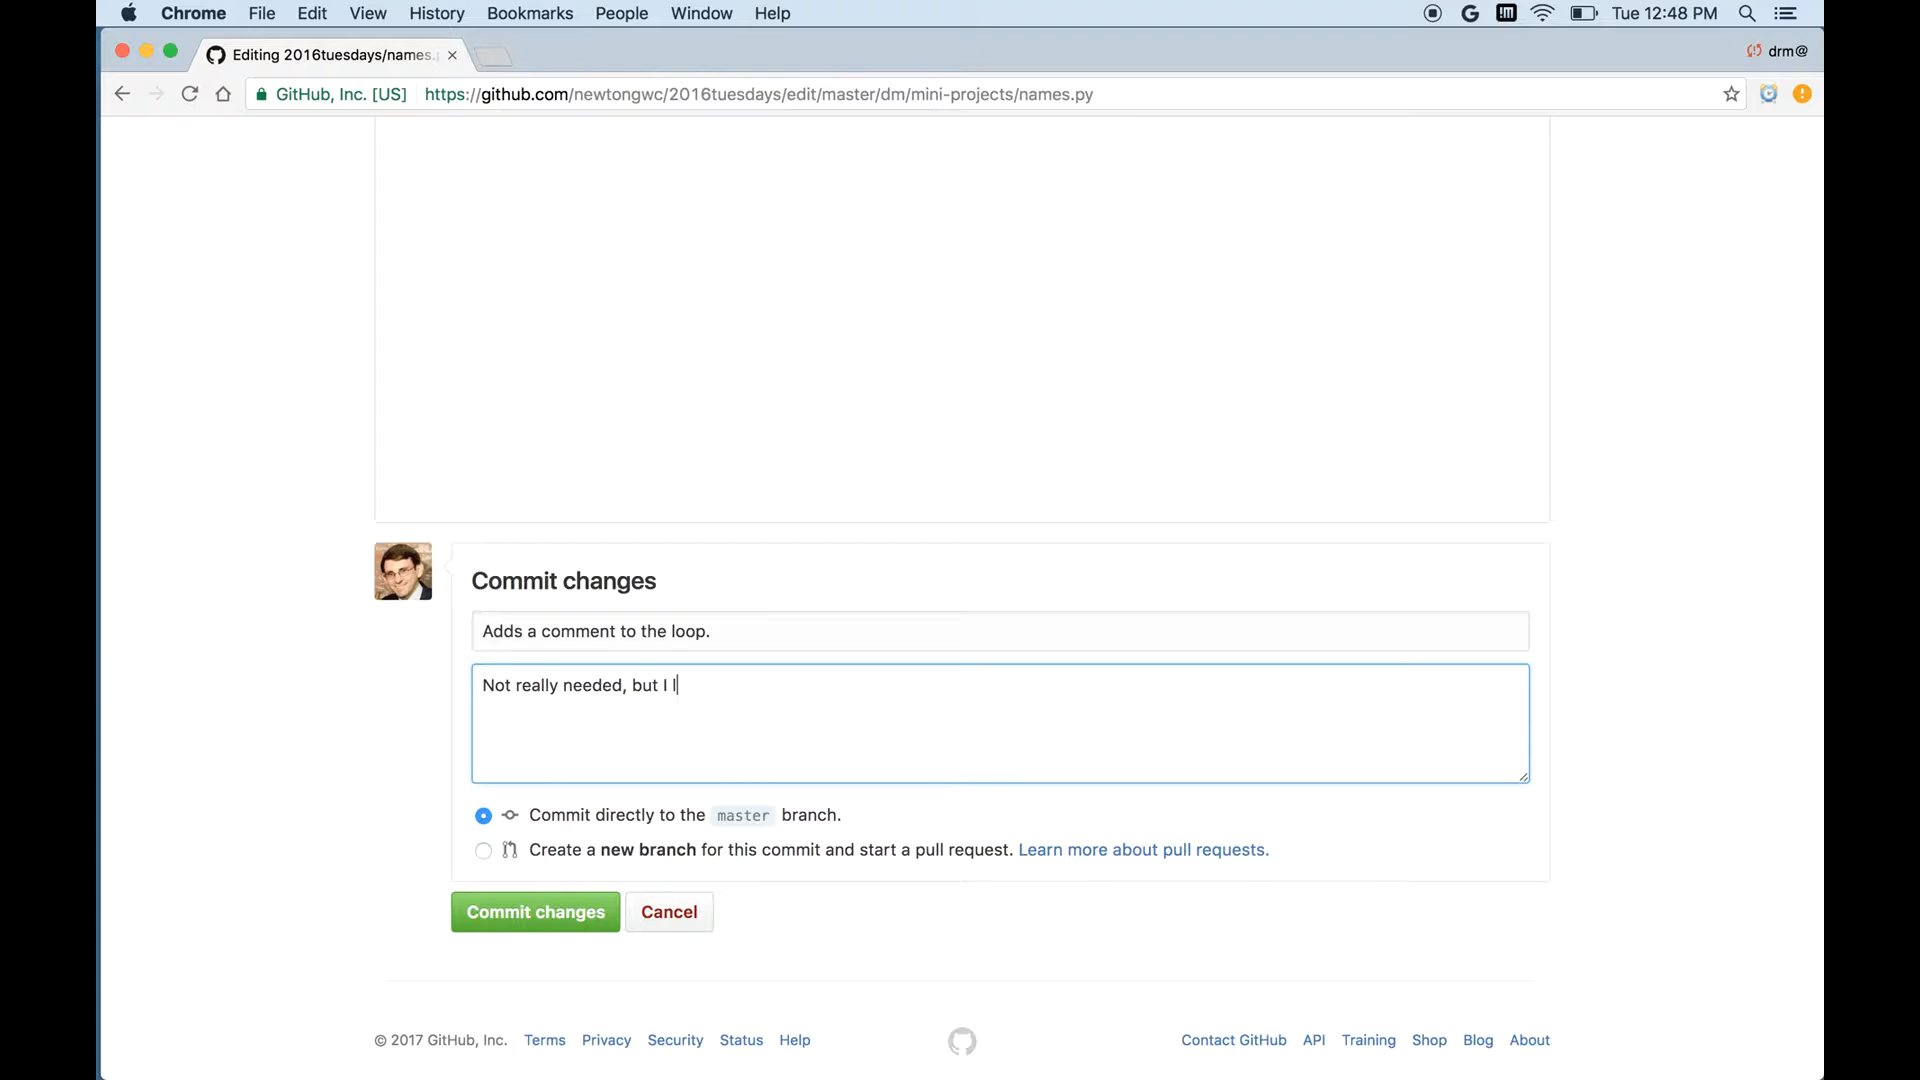 Chrome File Edit View History Bookmarks People Window Help Tue 12:48 PM
Editing 2016tuesdays/names. drm@
GitHub, Inc. [US] https://github.com/newtongwc/2016tuesdays/edit/master/dm/mini-projects/names.py
Commit changes
Adds a comment to the loop.
Not really needed, but I l
Commit directly to the master branch.
Create a new branch for this commit and start a pull request. Learn more about pull requests.
Commit changes Cancel
© 2017 GitHub, Inc. Terms Privacy Security Status Help Contact GitHub API Training Shop Blog About